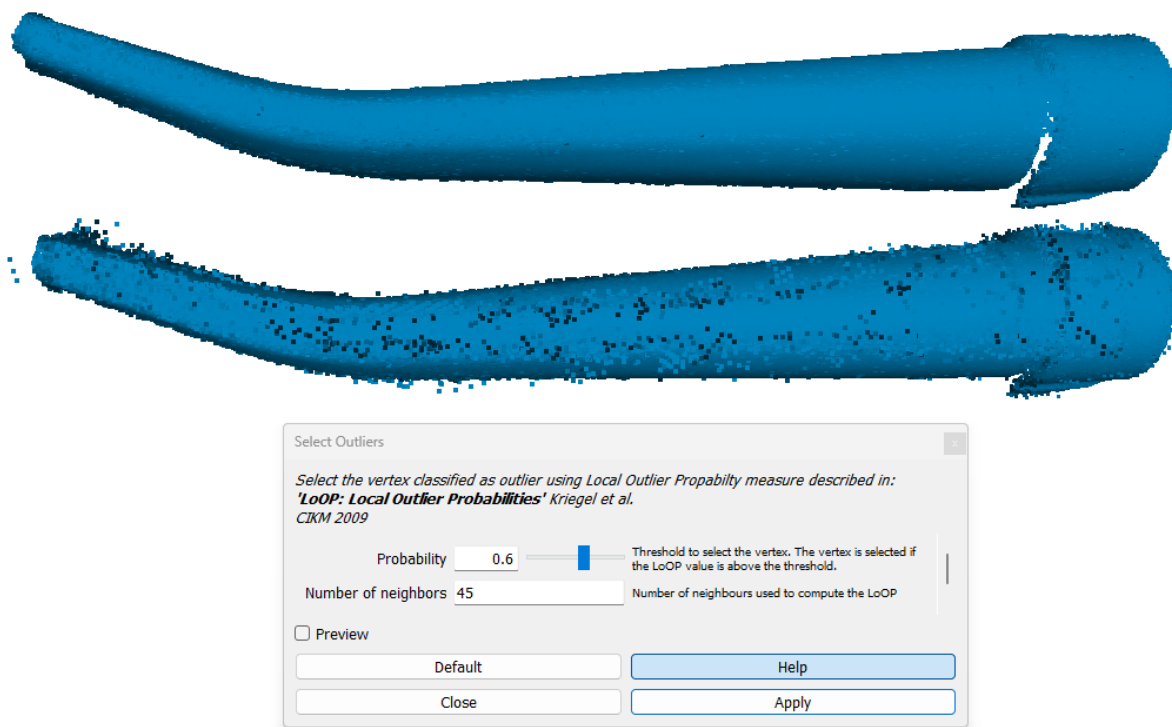 Select Outliers
x
Select the vertex classified as outlier using Local Outlier Propabilty measure described in:
'LoOP: Local Outlier Probabilities' Kriegel et al.
CIKM 2009
Probability 0.6 Threshold to select the vertex. The vertex is selected if
the LoOP value is above the threshold.
Number of neighbors 45 Number of neighbours used to compute the LoOP
Preview
Default Help
Close Apply